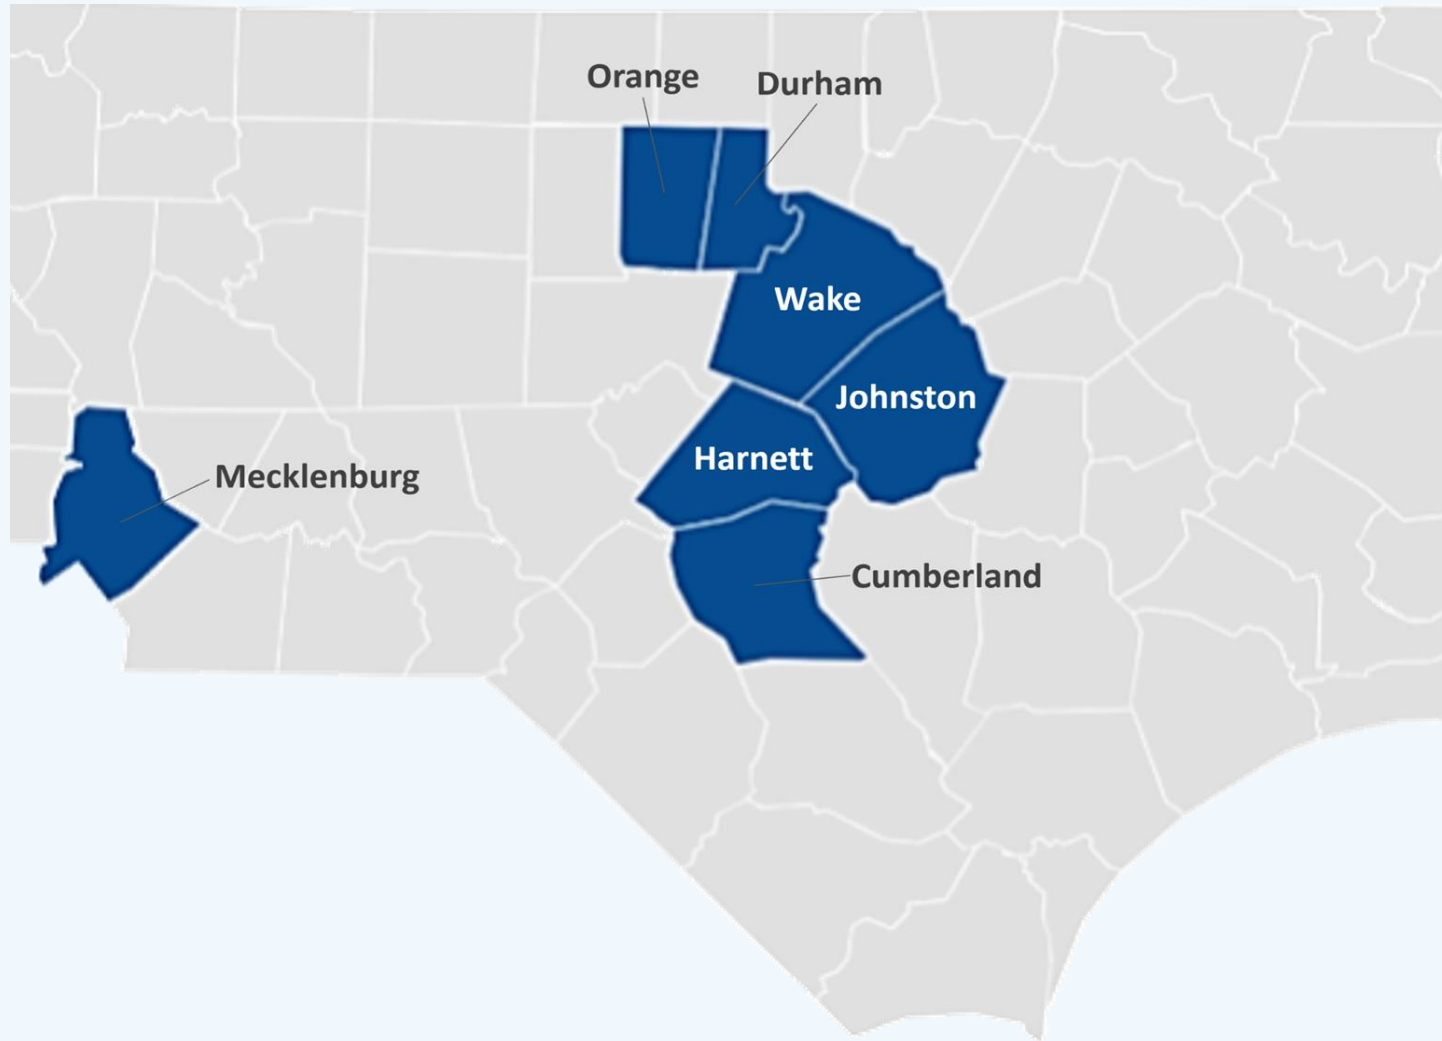 Orange
Durham
Wake
Johnston
Harnett
Mecklenburg
Cumberland